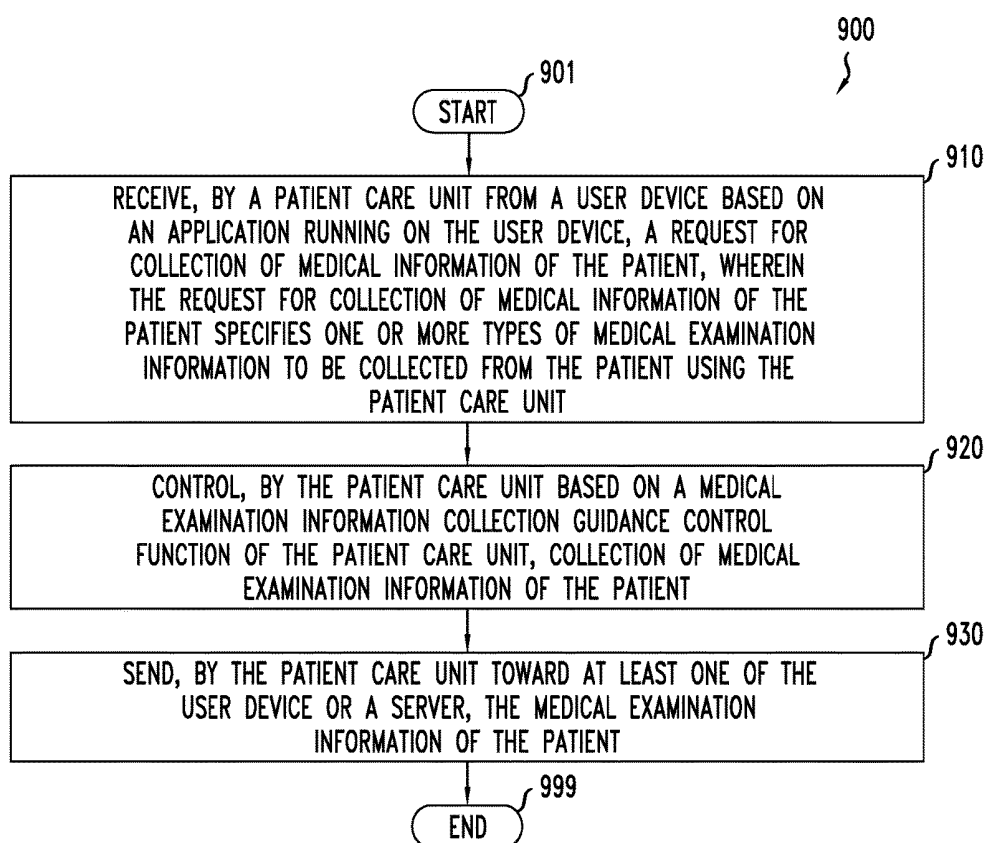 900
901
START
910
RECEIVE, BY A PATIENT CARE UNIT FROM A USER DEVICE BASED ON
AN APPLICATION RUNNING ON THE USER DEVICE, A REQUEST FOR
COLLECTION OF MEDICAL INFORMATION OF THE PATIENT, WHEREIN
THE REQUEST FOR COLLECTION OF MEDICAL INFORMATION OF THE
PATIENT SPECIFIES ONE OR MORE TYPES OF MEDICAL EXAMINATION
INFORMATION TO BE COLLECTED FROM THE PATIENT USING THE
PATIENT CARE UNIT
920
CONTROL, BY THE PATIENT CARE UNIT BASED ON A MEDICAL
EXAMINATION INFORMATION COLLECTION GUIDANCE CONTROL
FUNCTION OF THE PATIENT CARE UNIT, COLLECTION OF MEDICAL
EXAMINATION INFORMATION OF THE PATIENT
930
SEND, BY THE PATIENT CARE UNIT TOWARD AT LEAST ONE OF THE
USER DEVICE OR A SERVER, THE MEDICAL EXAMINATION
INFORMATION OF THE PATIENT
999
END